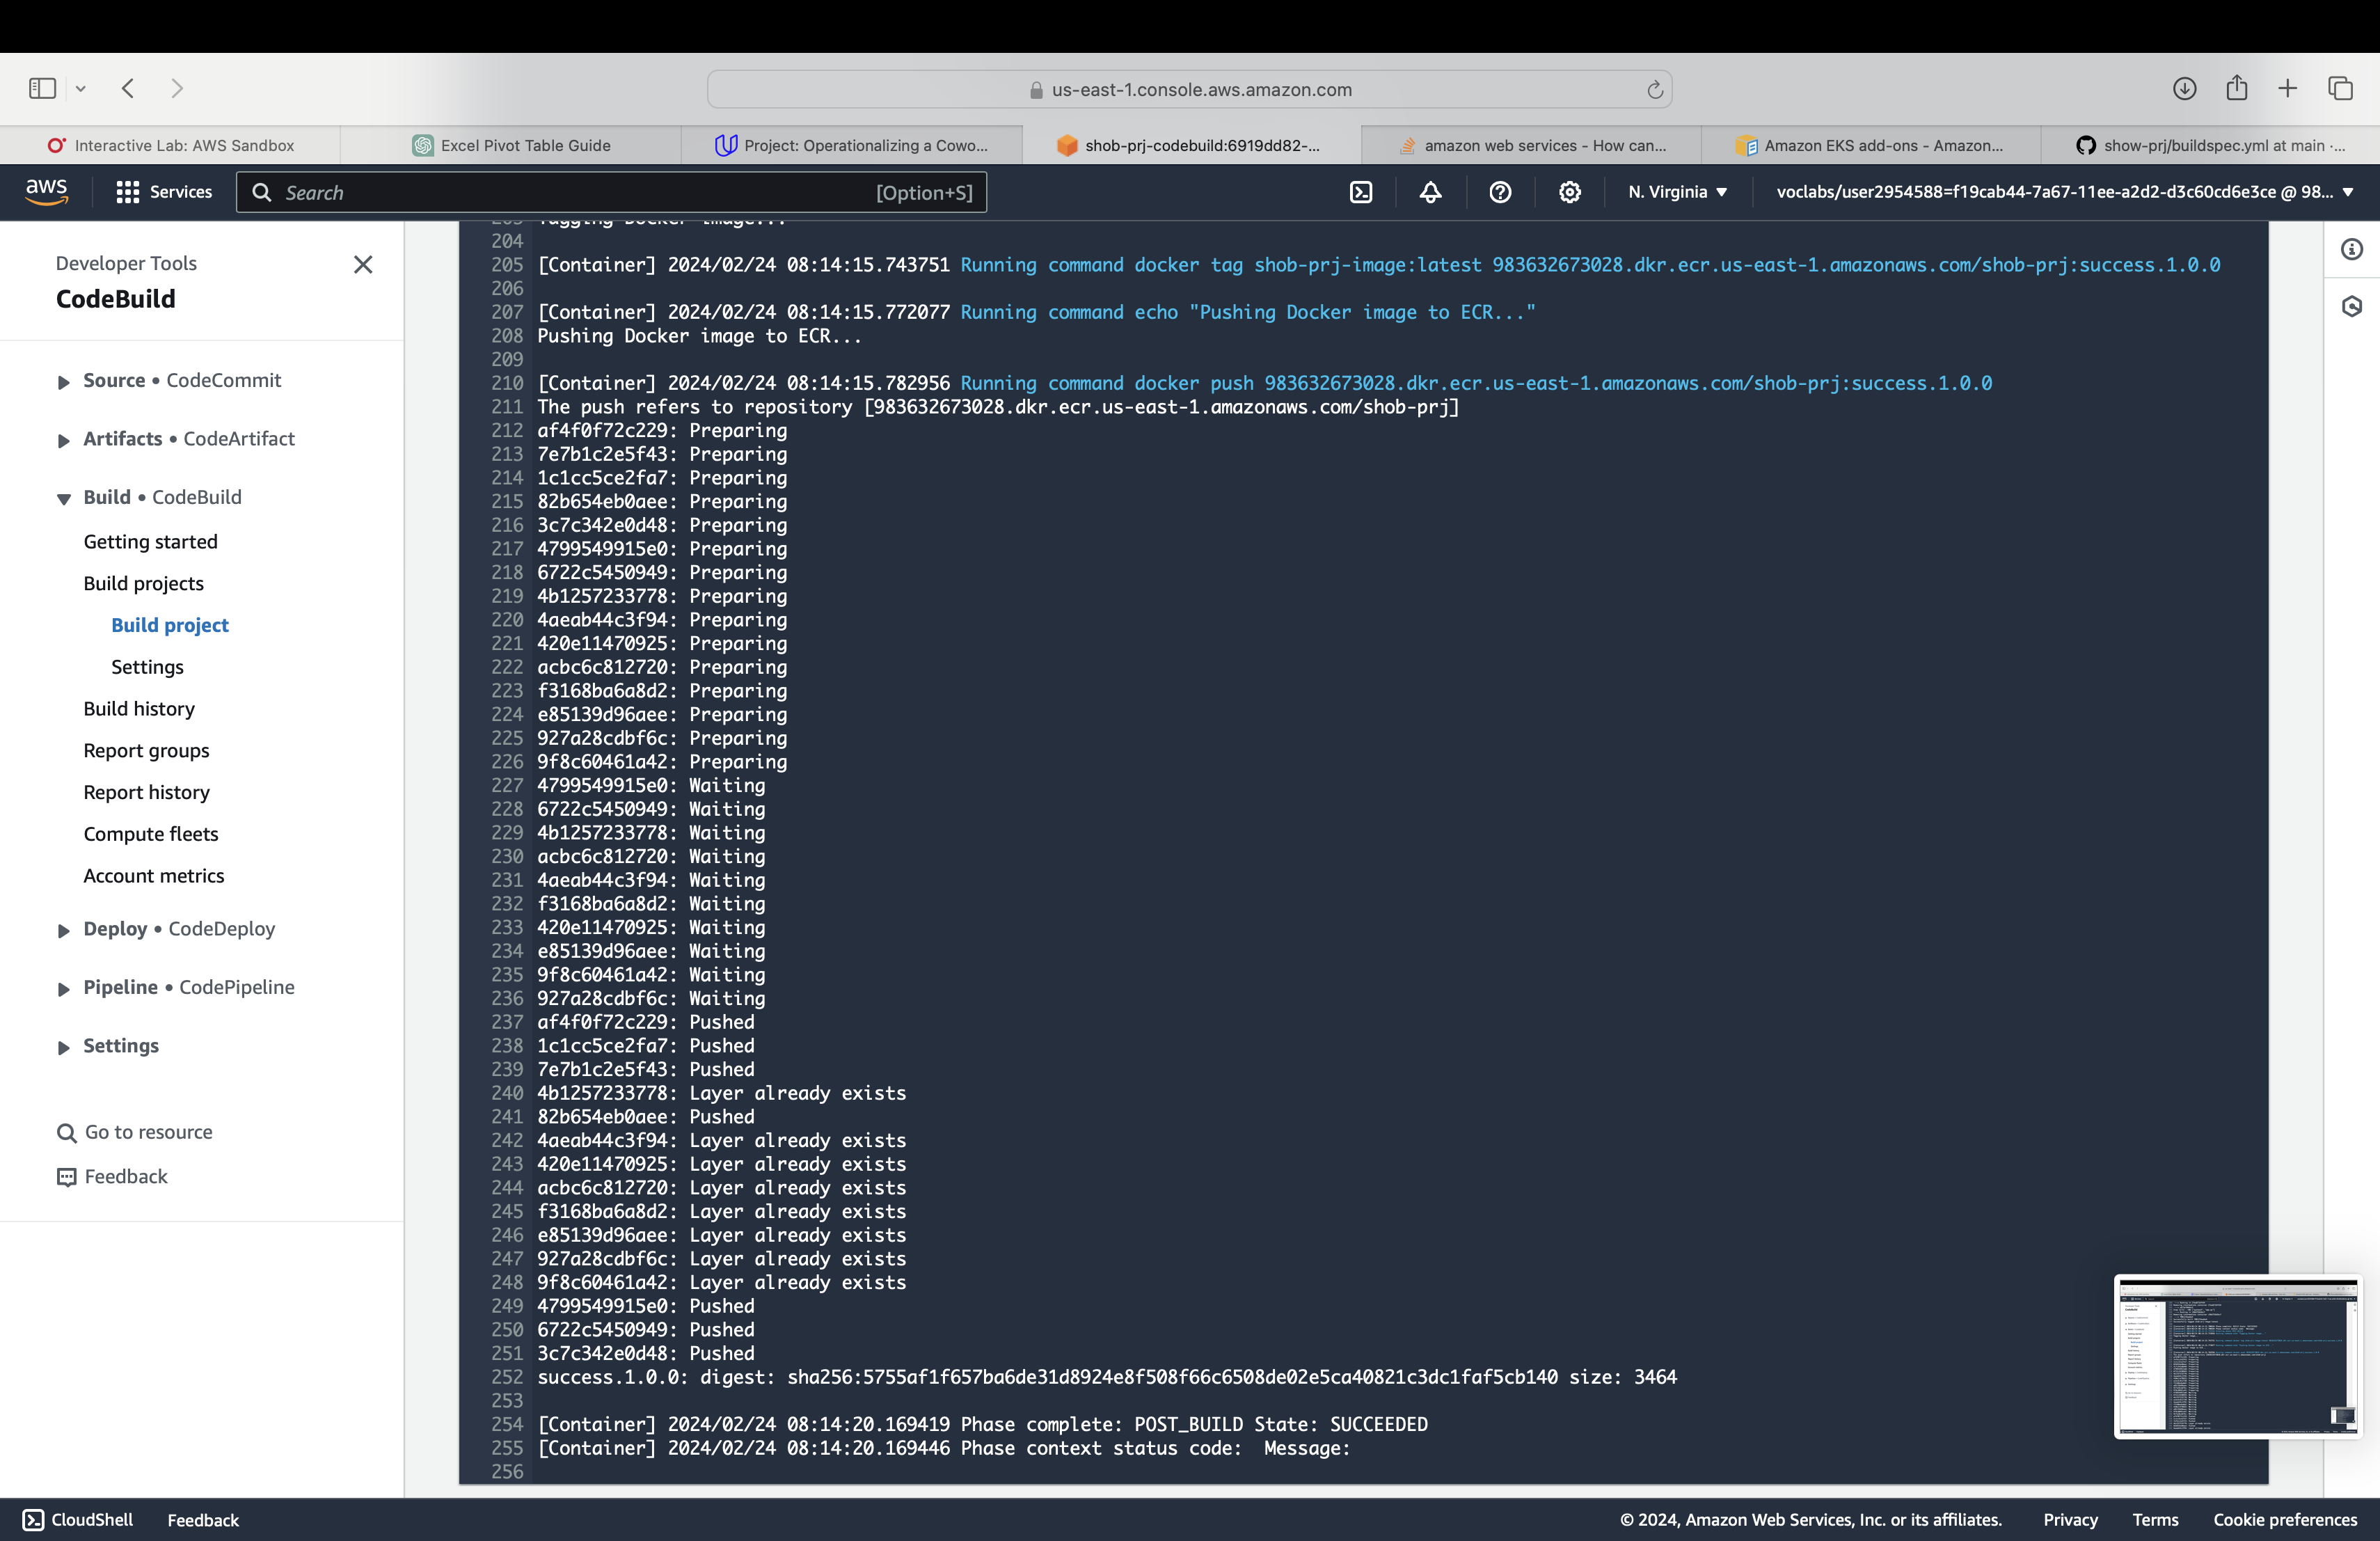 us-east-1.console.aws.amazon.com
Interactive Lab: AWS Sandbox
Excel Pivot Table Guide
Project: Operationalizing a Cowo...
shob-prj-codebuild:6919dd82-...
amazon web services - How can...
Amazon EKS add-ons - Amazon...
show-prj/buildspec.yml at main ·...
aws
Services
Search
[Option+S]
N. Virginia
voclabs/user2954588=f19cab44-7a67-11ee-a2d2-d3c60cd6e3ce @ 98...
Developer Tools
CodeBuild
Source • CodeCommit
Artifacts • CodeArtifact
Build • CodeBuild
Getting started
Build projects
Build project
Settings
Build history
Report groups
Report history
Compute fleets
Account metrics
Deploy • CodeDeploy
Pipeline • CodePipeline
Settings
Go to resource
Feedback
203 Tagging Docker image...
204
205 [Container] 2024/02/24 08:14:15.743751 Running command docker tag shob-prj-image:latest 983632673028.dkr.ecr.us-east-1.amazonaws.com/shob-prj:success.1.0.0
206
207 [Container] 2024/02/24 08:14:15.772077 Running command echo "Pushing Docker image to ECR..."
208 Pushing Docker image to ECR...
209
210 [Container] 2024/02/24 08:14:15.782956 Running command docker push 983632673028.dkr.ecr.us-east-1.amazonaws.com/shob-prj:success.1.0.0
211 The push refers to repository [983632673028.dkr.ecr.us-east-1.amazonaws.com/shob-prj]
212 af4f0f72c229: Preparing
213 7e7b1c2e5f43: Preparing
214 1c1cc5ce2fa7: Preparing
215 82b654eb0aee: Preparing
216 3c7c342e0d48: Preparing
217 4799549915e0: Preparing
218 6722c5450949: Preparing
219 4b1257233778: Preparing
220 4aeab44c3f94: Preparing
221 420e11470925: Preparing
222 acbc6c812720: Preparing
223 f3168ba6a8d2: Preparing
224 e85139d96aee: Preparing
225 927a28cdbf6c: Preparing
226 9f8c60461a42: Preparing
227 4799549915e0: Waiting
228 6722c5450949: Waiting
229 4b1257233778: Waiting
230 acbc6c812720: Waiting
231 4aeab44c3f94: Waiting
232 f3168ba6a8d2: Waiting
233 420e11470925: Waiting
234 e85139d96aee: Waiting
235 9f8c60461a42: Waiting
236 927a28cdbf6c: Waiting
237 af4f0f72c229: Pushed
238 1c1cc5ce2fa7: Pushed
239 7e7b1c2e5f43: Pushed
240 4b1257233778: Layer already exists
241 82b654eb0aee: Pushed
242 4aeab44c3f94: Layer already exists
243 420e11470925: Layer already exists
244 acbc6c812720: Layer already exists
245 f3168ba6a8d2: Layer already exists
246 e85139d96aee: Layer already exists
247 927a28cdbf6c: Layer already exists
248 9f8c60461a42: Layer already exists
249 4799549915e0: Pushed
250 6722c5450949: Pushed
251 3c7c342e0d48: Pushed
252 success.1.0.0: digest: sha256:5755af1f657ba6de31d8924e8f508f66c6508de02e5ca40821c3dc1faf5cb140 size: 3464
253
254 [Container] 2024/02/24 08:14:20.169419 Phase complete: POST_BUILD State: SUCCEEDED
255 [Container] 2024/02/24 08:14:20.169446 Phase context status code:  Message:
256
CloudShell
Feedback
© 2024, Amazon Web Services, Inc. or its affiliates.
Privacy
Terms
Cookie preferences